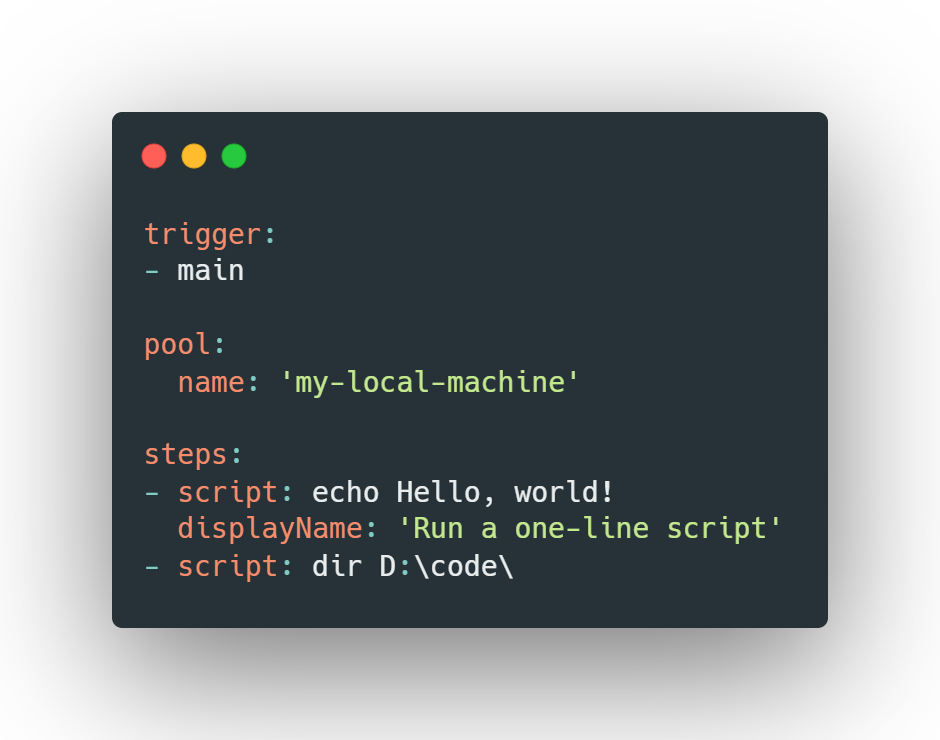 trigger:
- main
pool:
  name: 'my-local-machine'
steps:
- script: echo Hello, world!
  displayName: 'Run a one-line script'
- script: dir D:\code\